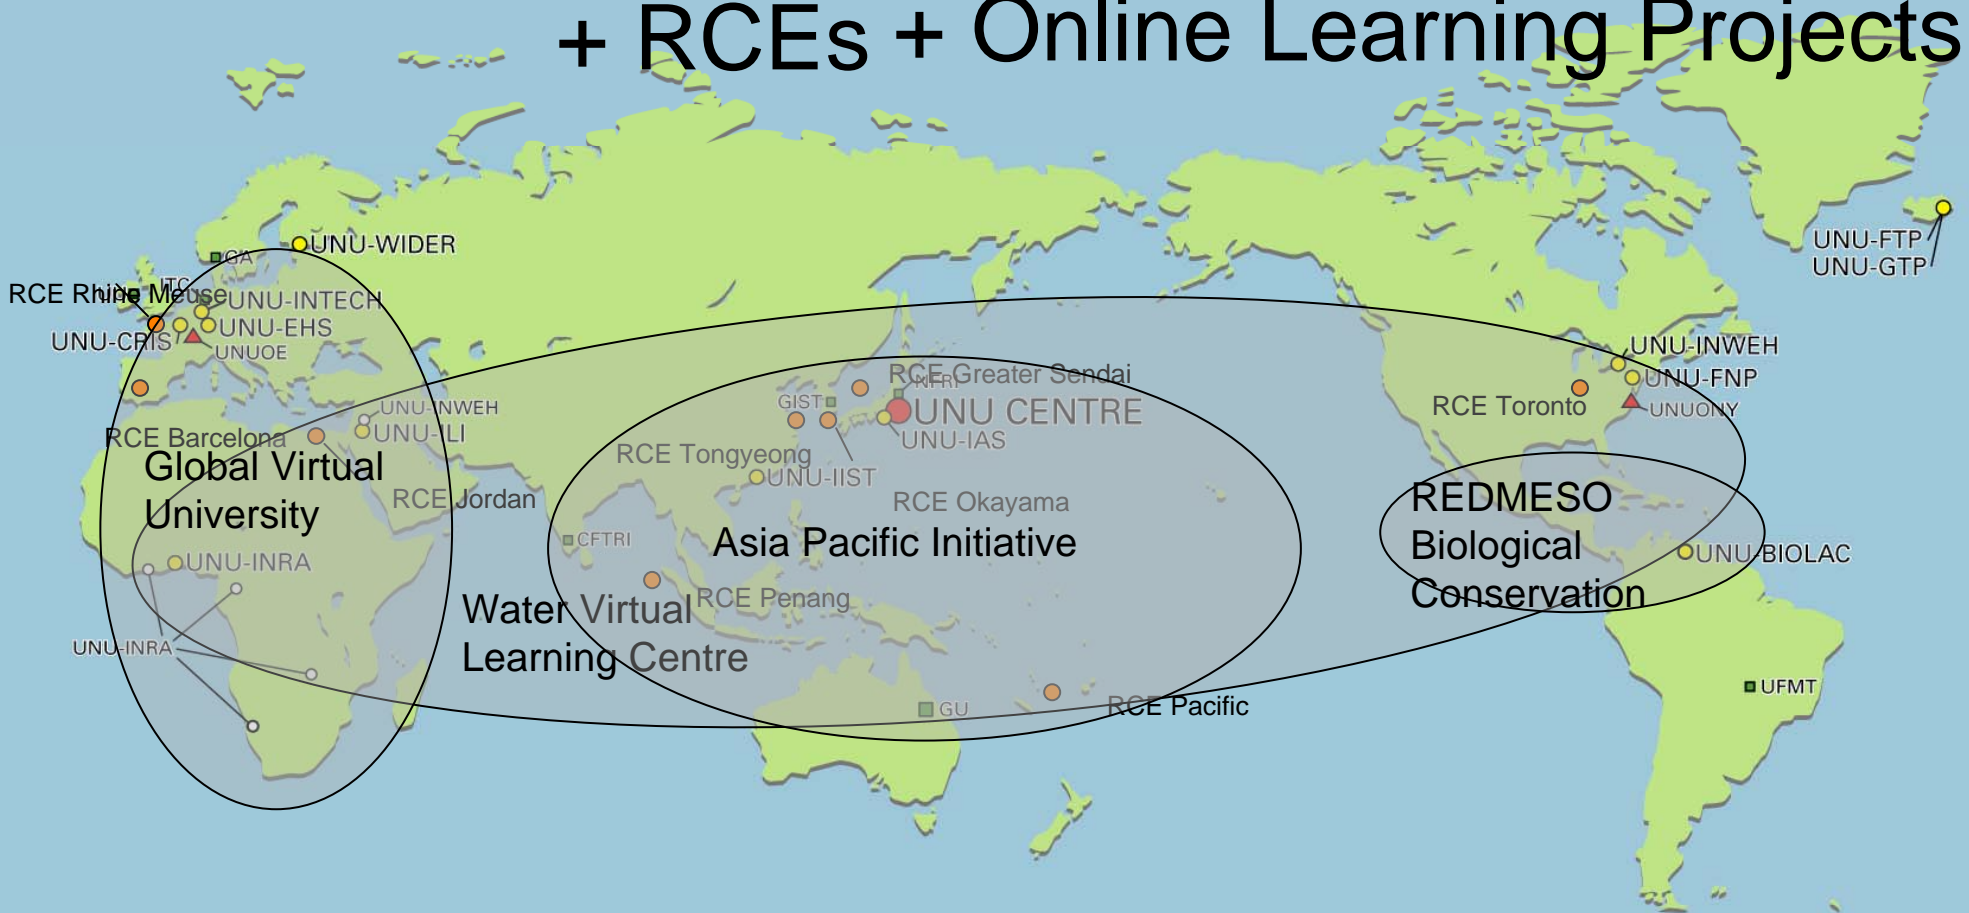 + RCEs + Online Learning Projects
UNU-WIDER
GA
UNU-FTP
UNU-GTP
ITC
RCE Rhine Meuse
UNU-INTECH
UNU-EHS
UNU-CRIS
UNUOE
UNU-INWEH
UNU-FNP
UNUONY
RCE Toronto
RCE Greater Sendai
NFRI
GIST
UNU CENTRE
UNU-IAS
UNU-INWEH
UNU-ILI
RCE Barcelona
Global Virtual
University
RCE Jordan
RCE Tongyeong
UNU-IIST
RCE Okayama
CFTRI
Asia Pacific Initiative
REDMESO
Biological
Conservation
UNU-BIOLAC
UNU-INRA
RCE Penang
Water Virtual
Learning Centre
UNU-INRA
GU
RCE Pacific
UFMT